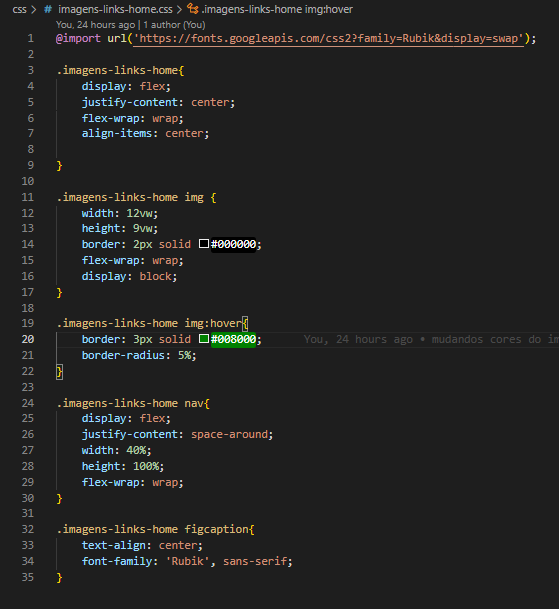 css > # imagens-links-home.css > .imagens-links-home img:hover
You, 24 hours ago | 1 author (You)
1 @import url('https://fonts.googleapis.com/css2?family=Rubik&display=swap');
2
3 .imagens-links-home{
4 display: flex;
5 justify-content: center;
6 flex-wrap: wrap;
7 align-items: center;
8
9 }
10
11 .imagens-links-home img {
12 width: 12vw;
13 height: 9vw;
14 border: 2px solid #000000;
15 flex-wrap: wrap;
16 display: block;
17 }
18
19 .imagens-links-home img:hover{
20 border: 3px solid #008000; You, 24 hours ago • mudandos cores do im
21 border-radius: 5%;
22 }
23
24 .imagens-links-home nav{
25 display: flex;
26 justify-content: space-around;
27 width: 40%;
28 height: 100%;
29 flex-wrap: wrap;
30 }
31
32 .imagens-links-home figcaption{
33 text-align: center;
34 font-family: 'Rubik', sans-serif;
35 }